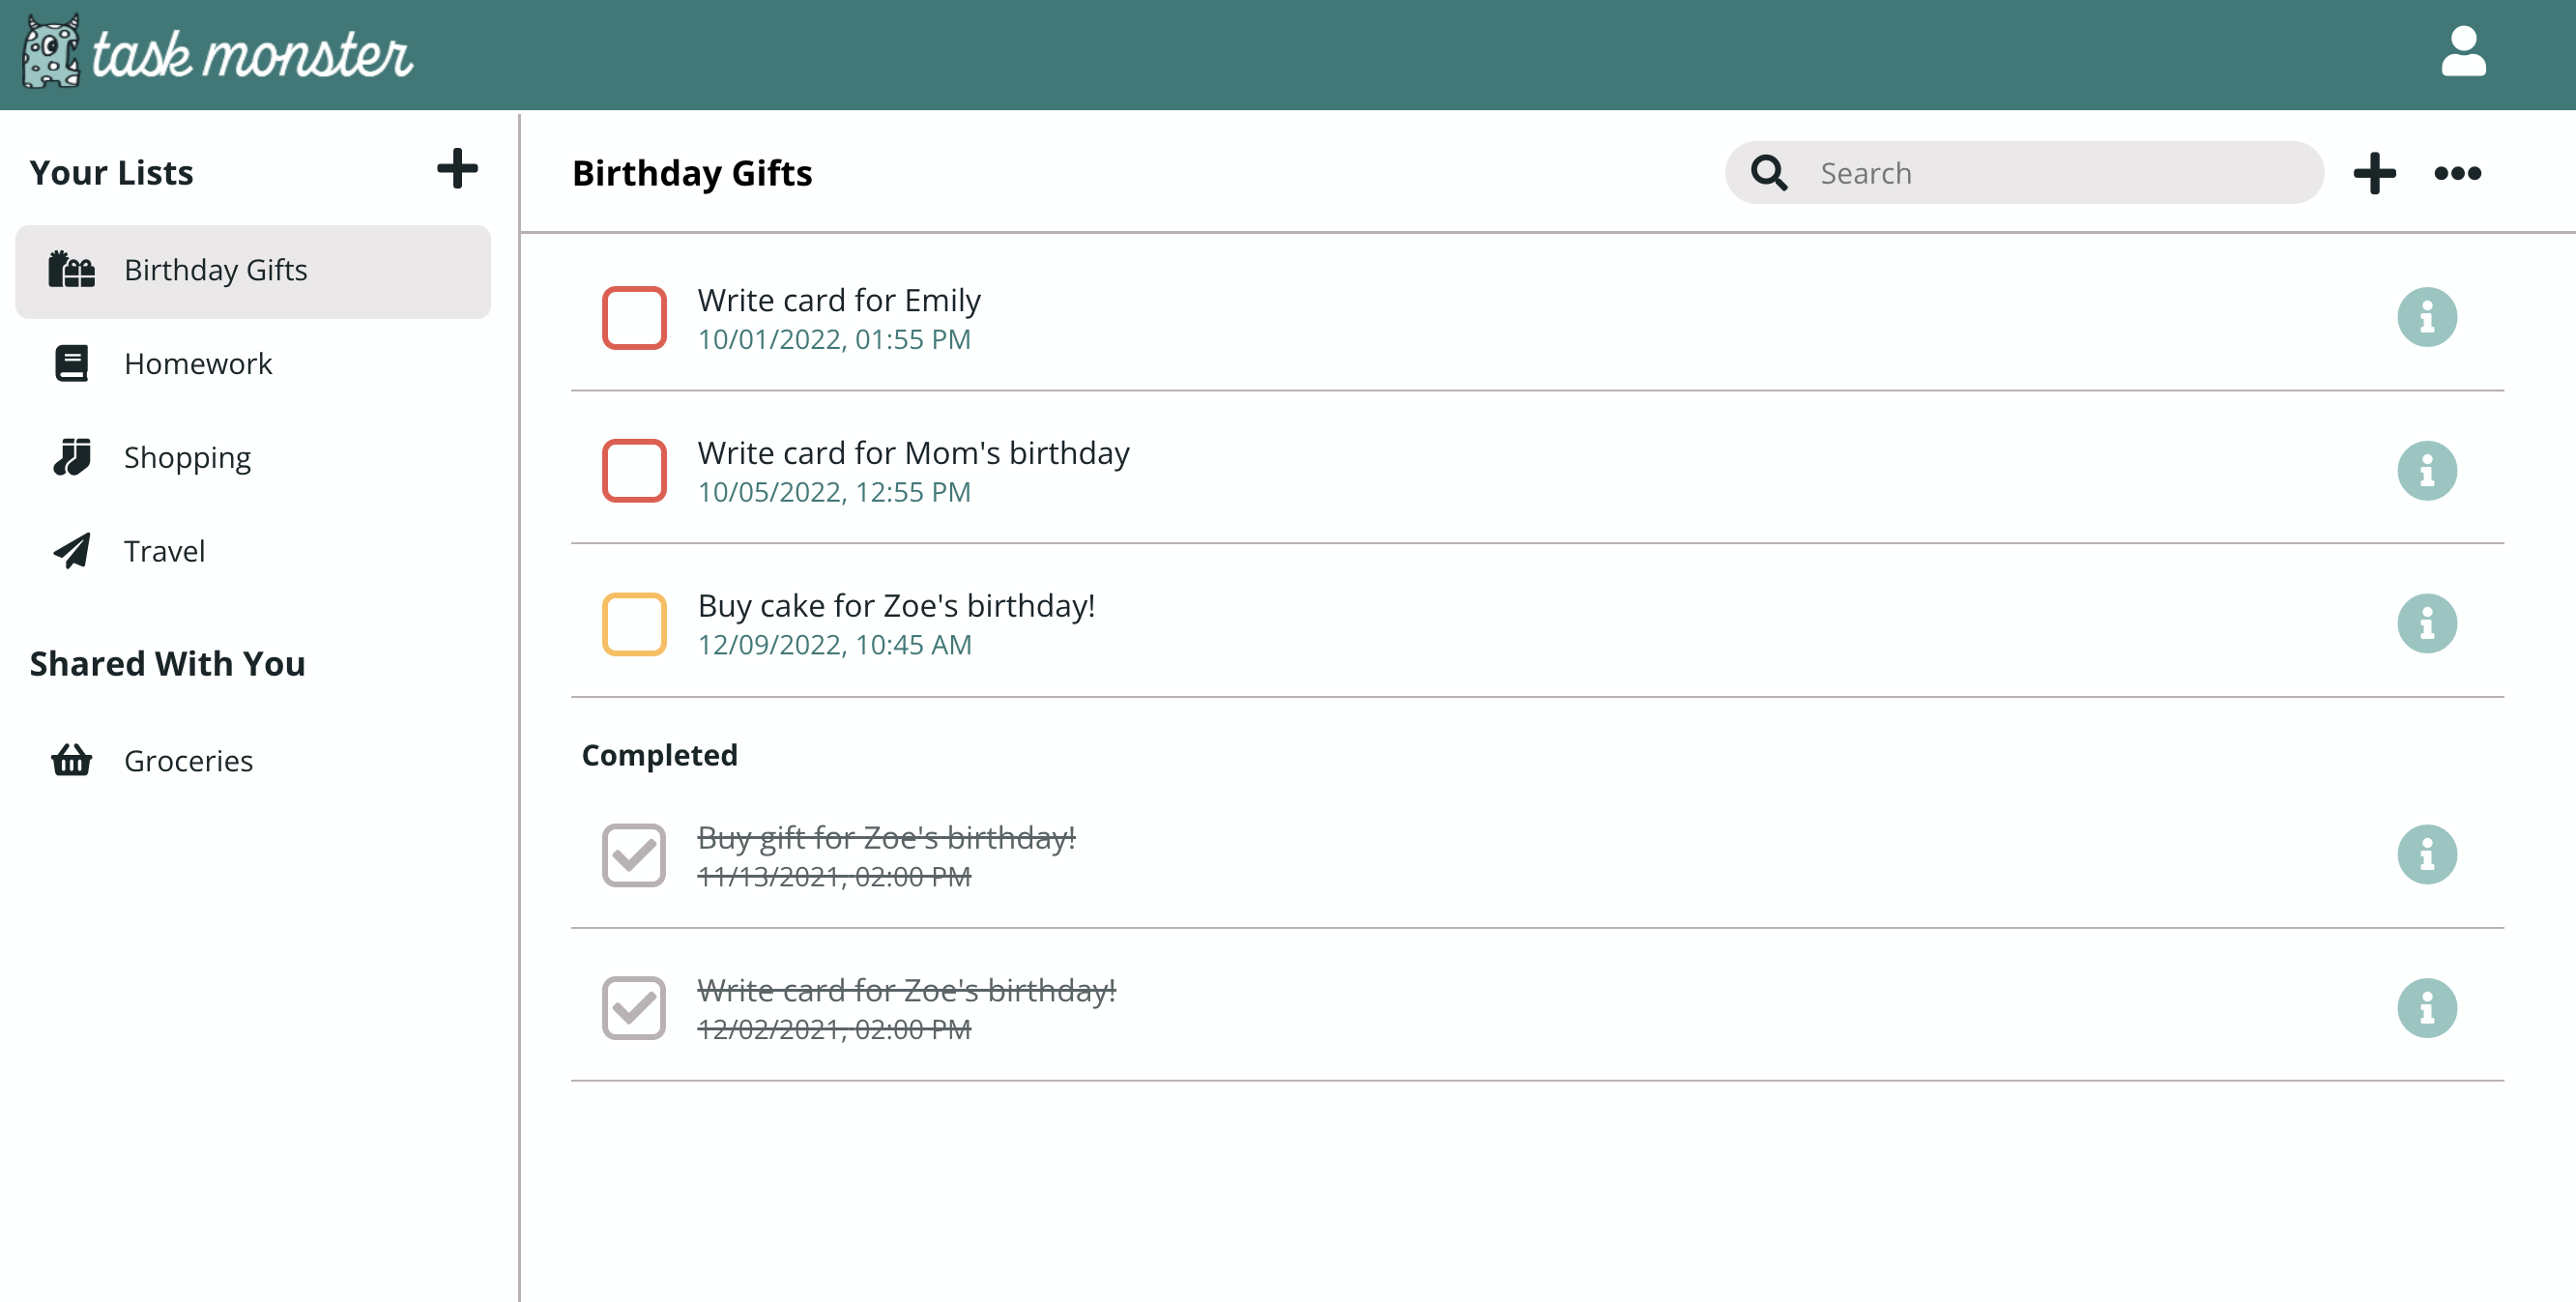 task monster
Your Lists
Birthday Gifts
Homework
Shopping
Travel
Shared With You
Groceries
Birthday Gifts
Search
Write card for Emily
10/01/2022, 01:55 PM
Write card for Mom's birthday
10/05/2022, 12:55 PM
Buy cake for Zoe's birthday!
12/09/2022, 10:45 AM
Completed
Buy gift for Zoe's birthday!
11/13/2021, 02:00 PM
Write card for Zoe's birthday!
12/02/2021, 02:00 PM